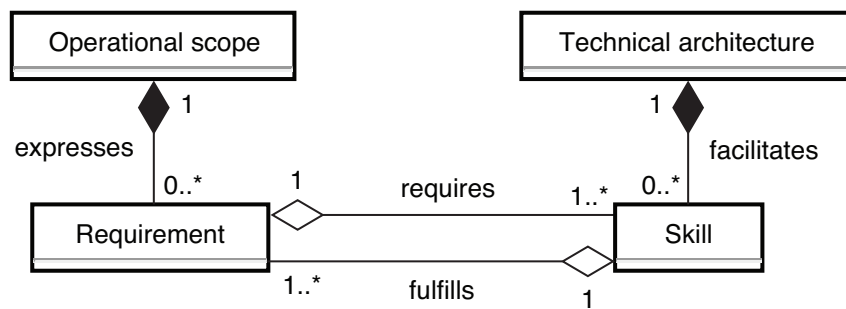 Operational scope
Technical architecture
1
1
expresses
facilitates
0..*
1
requires
1..*
0..*
Requirement
Skill
1..*
fulfills
1